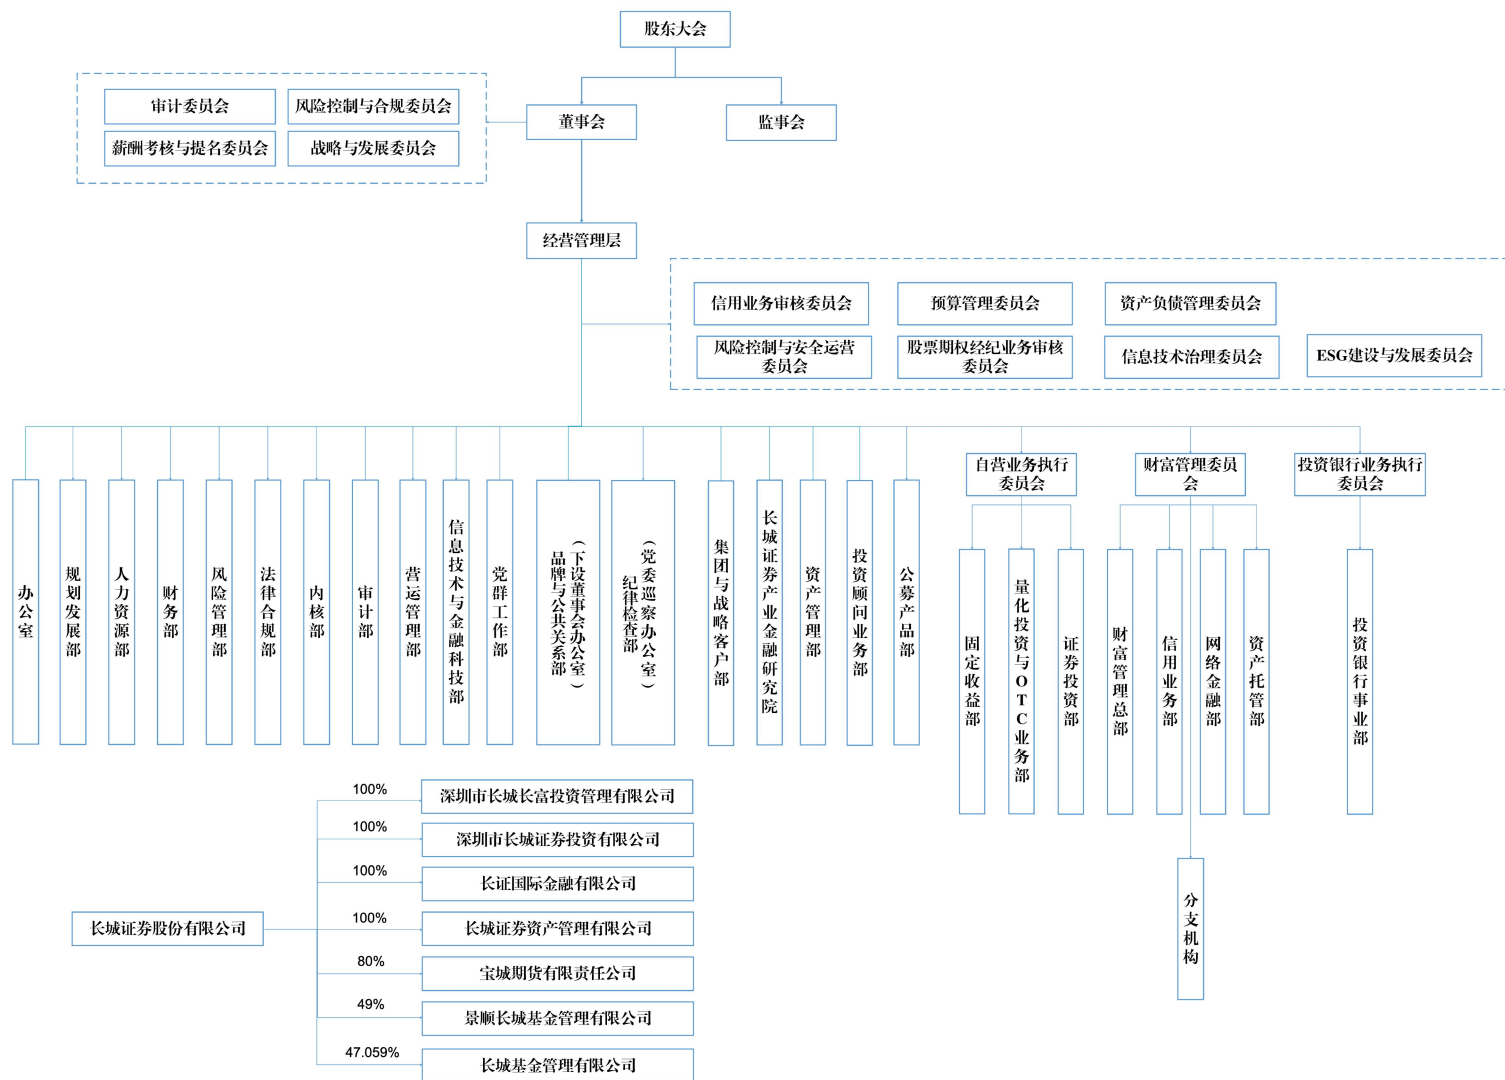 股东大会
审计委员会
风险控制与合规委员会
薪酬考核与提名委员会
战略与发展委员会
董事会
监事会
经营管理层
信用业务审核委员会
预算管理委员会
资产负债管理委员会
风险控制与安全运营
委员会
股票期权经纪业务审核
委员会
信息技术治理委员会
ESG建设与发展委员会
自营业务执行
委员会
财富管理委员
会
投资银行业务执行
委员会
办公室
规划发展部
人力资源部
财务部
风险管理部
法律合规部
内核部
审计部
营运管理部
信息技术与金融科技部
党群工作部
品牌与公共关系部
(下设董事会办公室)
纪律检查部
(党委巡察办公室)
集团与战略客户部
长城证券产业金融研究院
资产管理部
投资顾问业务部
公募产品部
固定收益部
量化投资与OTC业务部
证券投资部
财富管理总部
信用业务部
网络金融部
资产托管部
投资银行事业部
分支机构
长城证券股份有限公司
100%
深圳市长城长富投资管理有限公司
100%
深圳市长城证券投资有限公司
100%
长证国际金融有限公司
100%
长城证券资产管理有限公司
80%
宝城期货有限责任公司
49%
景顺长城基金管理有限公司
47.059%
长城基金管理有限公司